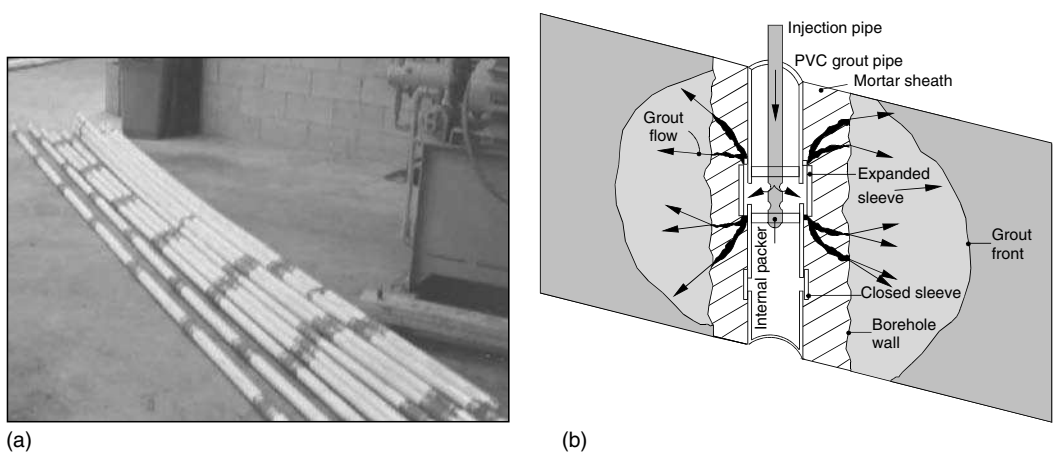 (a)
Injection pipe
PVC grout pipe
Mortar sheath
Grout
flow
Expanded
sleeve
Internal packer
Grout
front
Closed sleeve
Borehole
wall
(b)